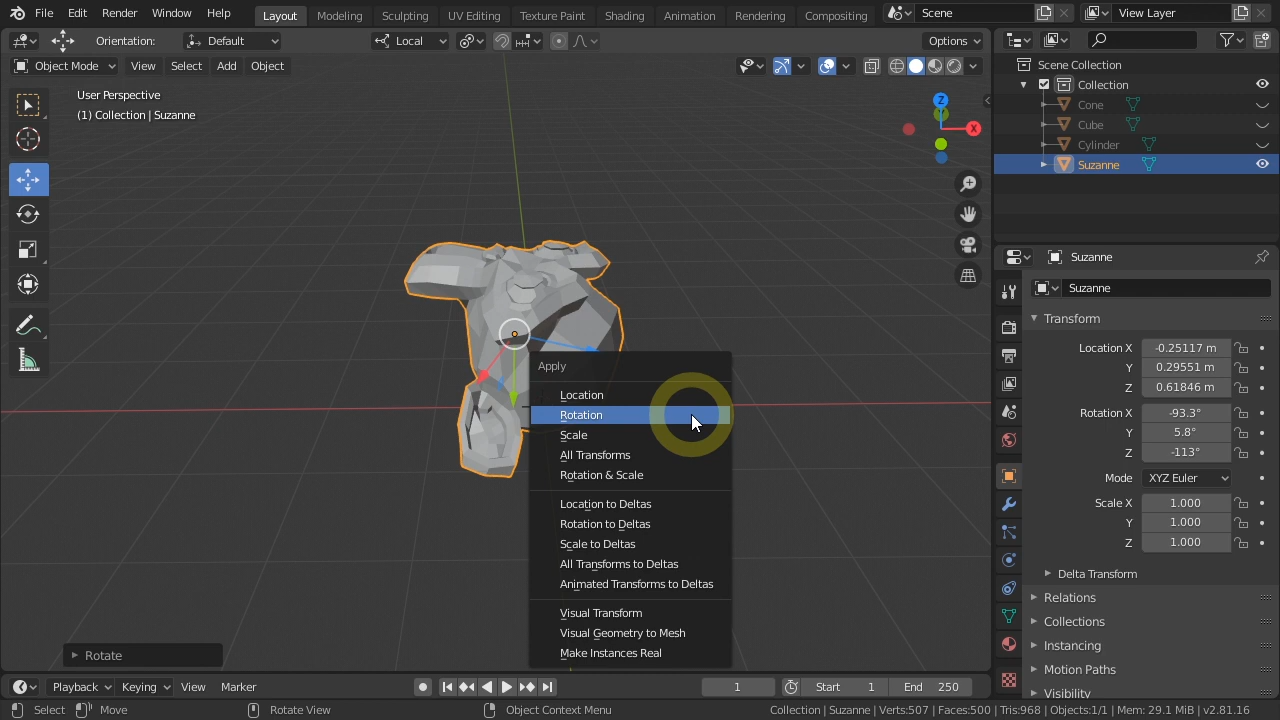 File Edit Render Window Help Layout Modeling Sculpting UV Editing Texture Paint Shading Animation Rendering Compositing Scene View Layer
Orientation: Default Local Options
Object Mode View Select Add Object
User Perspective
(1) Collection | Suzanne
Z
X
Scene Collection
Collection
Cone
Cube
Cylinder
Suzanne
Suzanne
Suzanne
Transform
Location X -0.25117 m
Y 0.29551 m
Z 0.61846 m
Rotation X -93.3°
Y 5.8°
Z -113°
Mode XYZ Euler
Scale X 1.000
Y 1.000
Z 1.000
Delta Transform
Relations
Collections
Instancing
Motion Paths
Visibility
Apply
Location
Rotation
Scale
All Transforms
Rotation & Scale
Location to Deltas
Rotation to Deltas
Scale to Deltas
All Transforms to Deltas
Animated Transforms to Deltas
Visual Transform
Visual Geometry to Mesh
Make Instances Real
Rotate
Playback Keying View Marker 1 Start 1 End 250
Select Move Rotate View Object Context Menu Collection | Suzanne | Verts:507 | Faces:500 | Tris:968 | Objects:1/1 | Mem: 29.1 MiB | v2.81.16